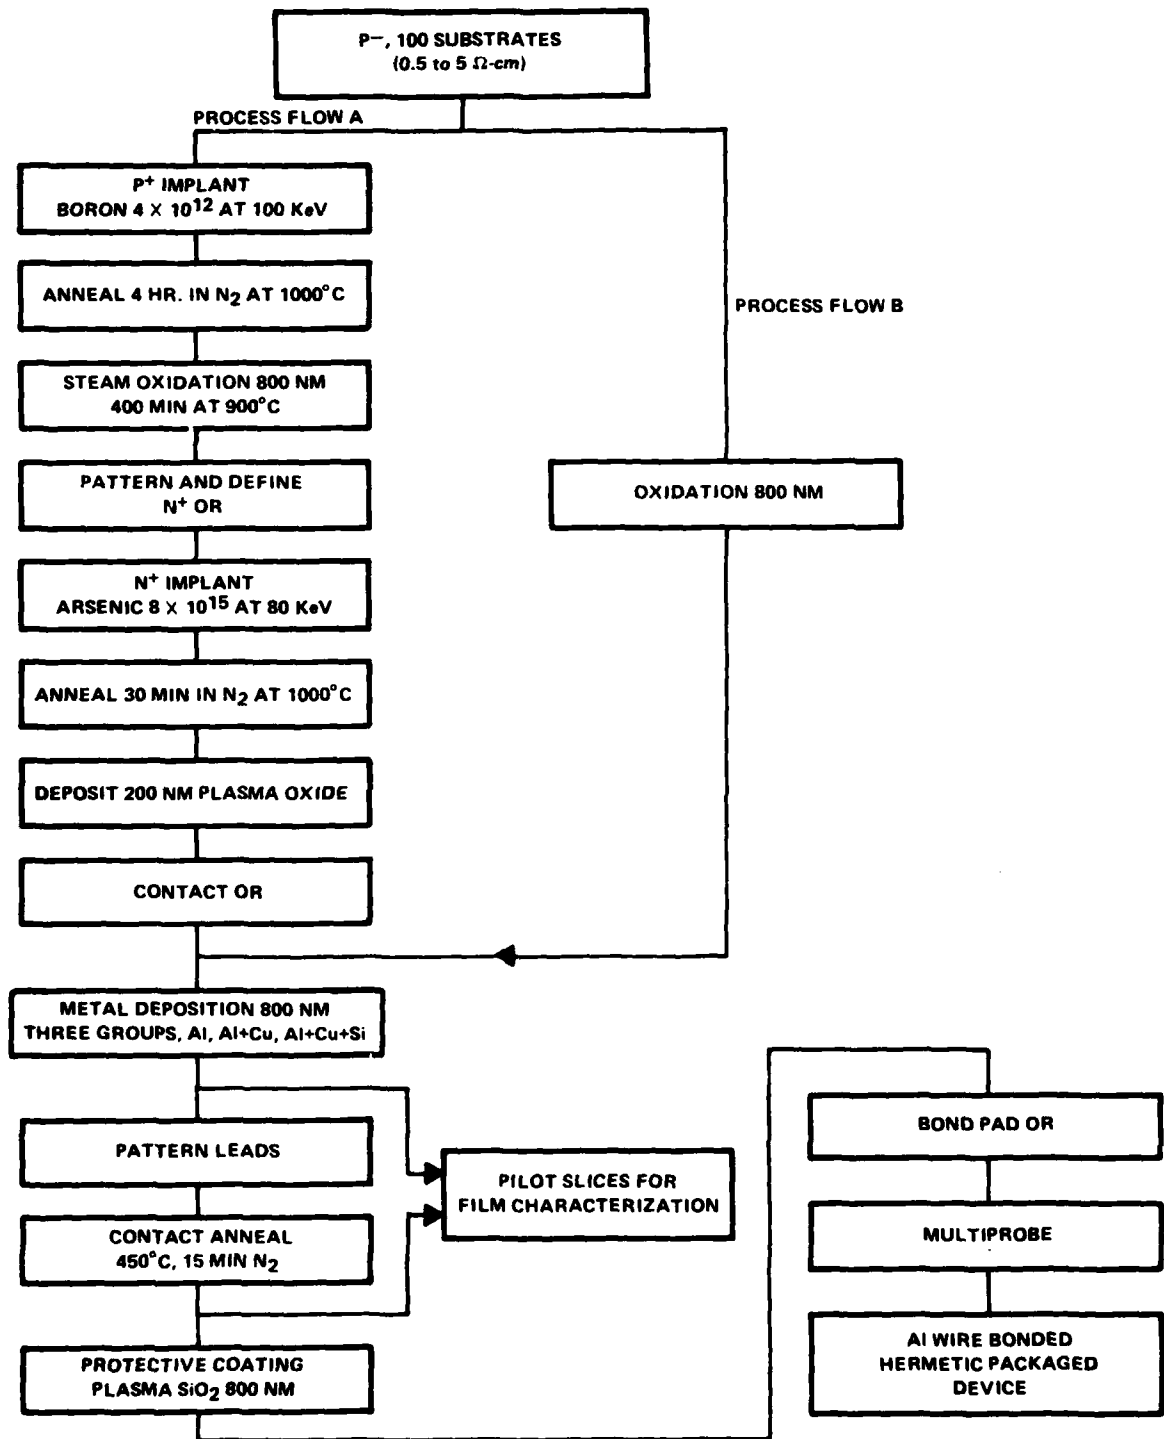 P−, 100 SUBSTRATES
(0.5 to 5 Ω-cm)
PROCESS FLOW A
P+ IMPLANT
BORON 4 × 10¹² AT 100 KeV
ANNEAL 4 HR. IN N₂ AT 1000°C
STEAM OXIDATION 800 NM
400 MIN AT 900°C
PATTERN AND DEFINE
N+ OR
N+ IMPLANT
ARSENIC 8 × 10¹⁵ AT 80 KeV
ANNEAL 30 MIN IN N₂ AT 1000°C
DEPOSIT 200 NM PLASMA OXIDE
CONTACT OR
PROCESS FLOW B
OXIDATION 800 NM
METAL DEPOSITION 800 NM
THREE GROUPS, Al, Al+Cu, Al+Cu+Si
PATTERN LEADS
CONTACT ANNEAL
450°C, 15 MIN N₂
PILOT SLICES FOR
FILM CHARACTERIZATION
PROTECTIVE COATING
PLASMA SiO₂ 800 NM
BOND PAD OR
MULTIPROBE
Al WIRE BONDED
HERMETIC PACKAGED
DEVICE